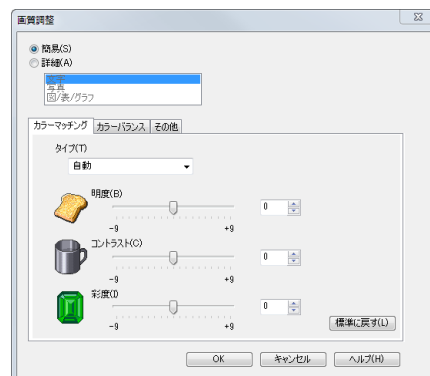 画質調整
簡易(S)
詳細(A)
文字
写真
図/表/グラフ
カラーマッチング カラーバランス その他
タイプ(T)
自動
明度(B)
0
-9 +9
コントラスト(C)
0
-9 +9
彩度(I)
0
-9 +9
標準に戻す(L)
OK キャンセル ヘルプ(H)